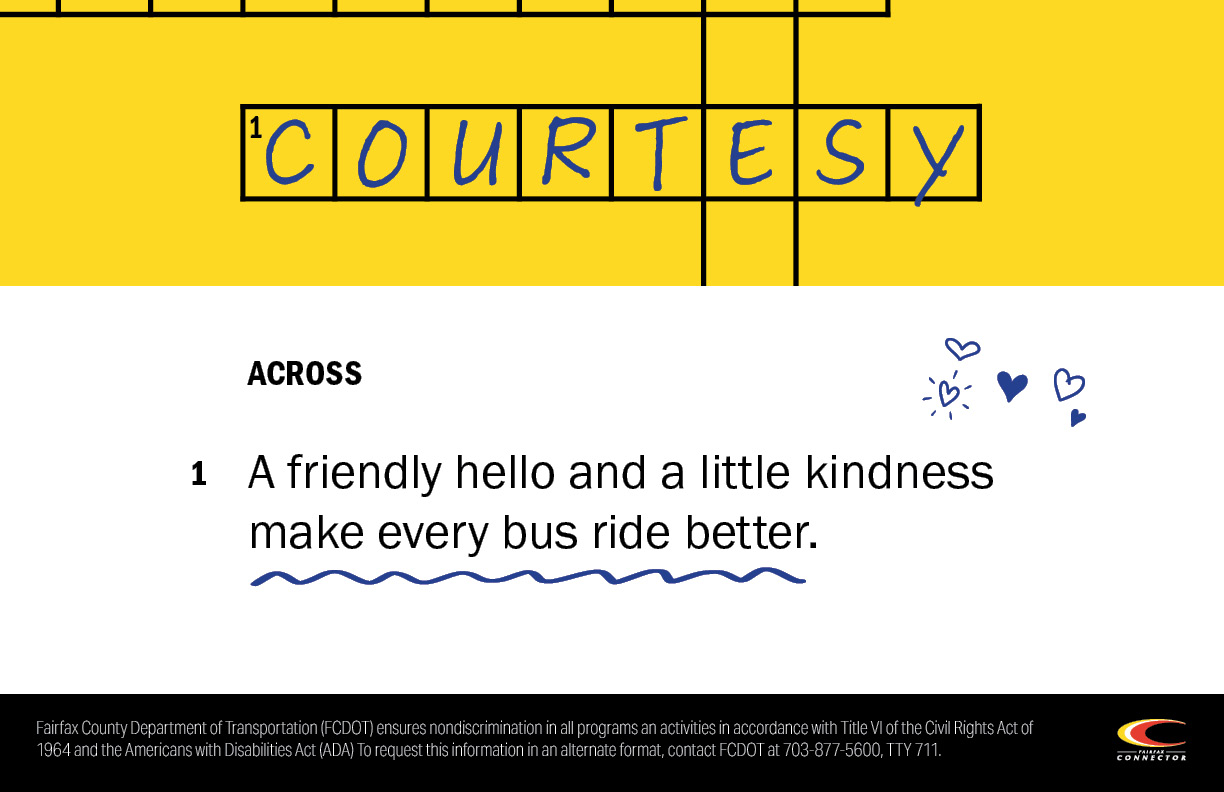 1 COURTESY
ACROSS
1 A friendly hello and a little kindness
make every bus ride better.
Fairfax County Department of Transportation (FCDOT) ensures nondiscrimination in all programs an activities in accordance with Title VI of the Civil Rights Act of
1964 and the Americans with Disabilities Act (ADA) To request this information in an alternate format, contact FCDOT at 703-877-5600, TTY 711.
FAIRFAX
CONNECTOR